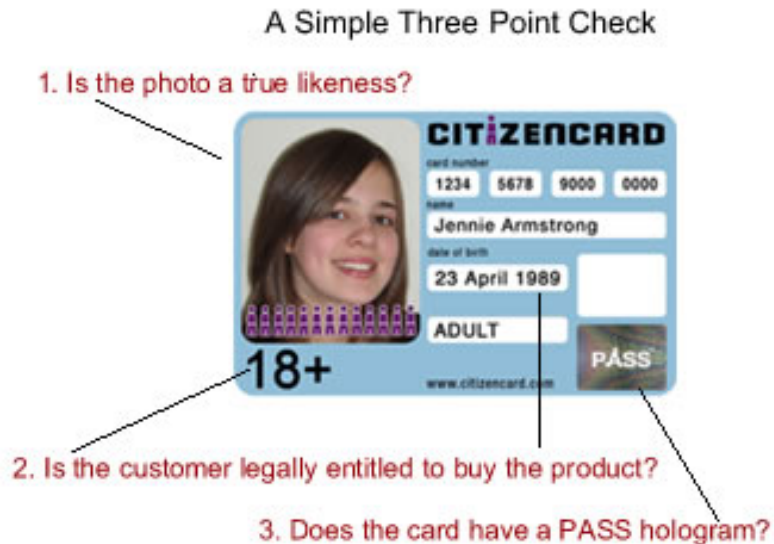 A Simple Three Point Check
1. Is the photo a true likeness?
CITiZENCARD
card number
1234 5678 9000 0000
name
Jennie Armstrong
date of birth
23 April 1989
ADULT
PASS
18+
www.citizencard.com
2. Is the customer legally entitled to buy the product?
3. Does the card have a PASS hologram?